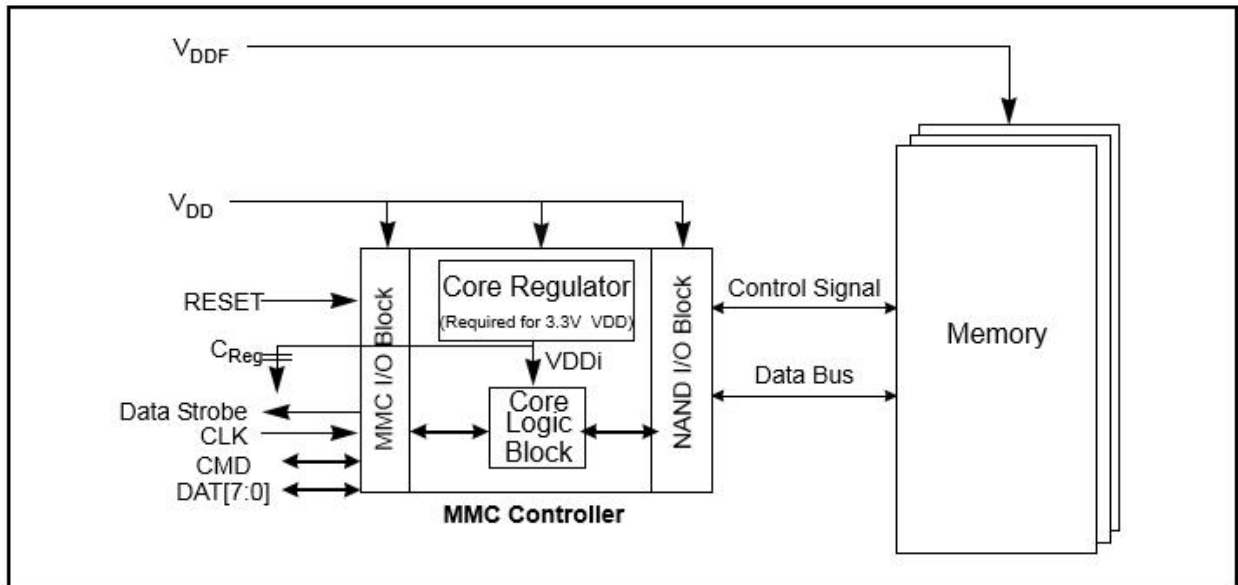 VDDF
VDD
Core Regulator
(Required for 3.3V VDD)
MMC I/O Block
NAND I/O Block
RESET
CReg
VDDi
Control Signal
Memory
Data Bus
Data Strobe
CLK
CMD
DAT[7:0]
Core
Logic
Block
MMC Controller